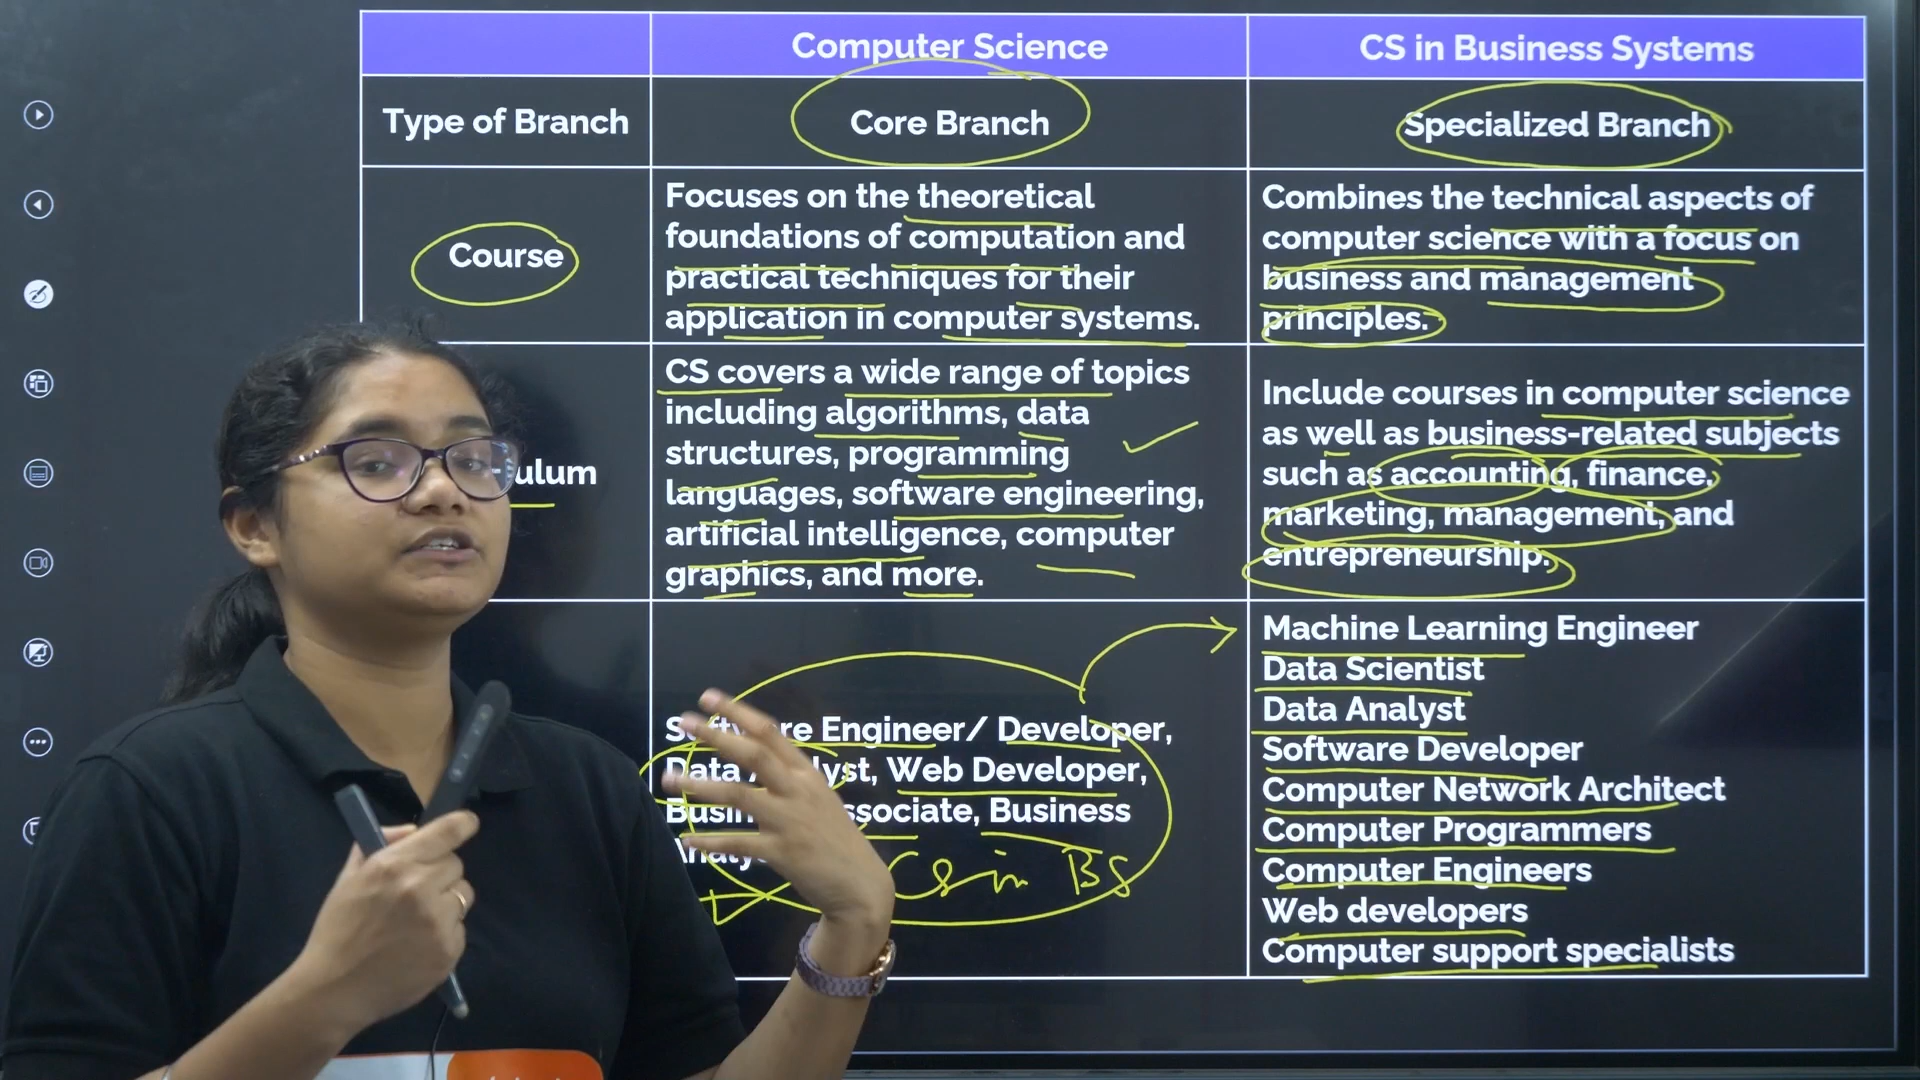 Computer Science
CS in Business Systems
Type of Branch
Core Branch
Specialized Branch
Course
Focuses on the theoretical
foundations of computation and
practical techniques for their
application in computer systems.
Combines the technical aspects of
computer science with a focus on
business and management
principles.
ulum
CS covers a wide range of topics
including algorithms, data
structures, programming
languages, software engineering,
artificial intelligence, computer
graphics, and more.
Include courses in computer science
as well as business-related subjects
such as accounting, finance,
marketing, management, and
entrepreneurship.
Software Engineer/ Developer,
Data yst, Web Developer,
Busin ssociate, Business
Analy
CS in BS
Machine Learning Engineer
Data Scientist
Data Analyst
Software Developer
Computer Network Architect
Computer Programmers
Computer Engineers
Web developers
Computer support specialists